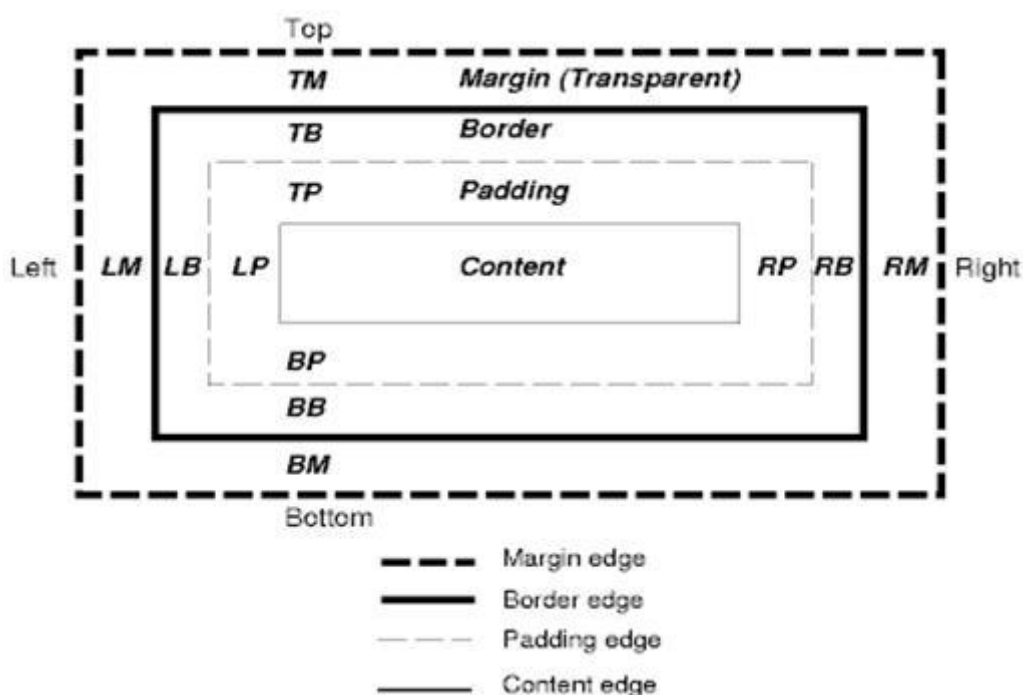 Top
TM Margin (Transparent)
TB Border
TP Padding
Left LM LB LP Content RP RB RM Right
BP
BB
BM
Bottom
Margin edge
Border edge
Padding edge
Content edge